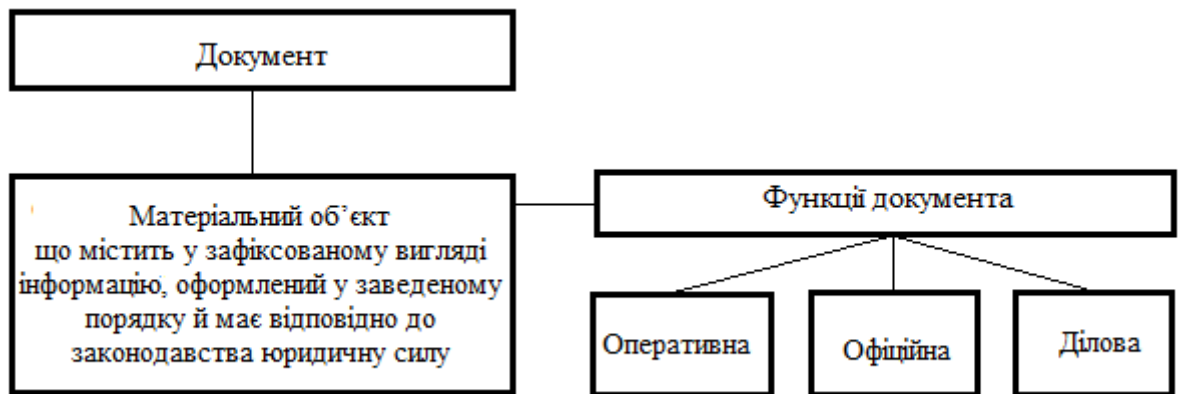 Документ
Матеріальний об’єкт
що містить у зафіксованому вигляді
інформацію, оформлений у заведеному
порядку й має відповідно до
законодавства юридичну силу
Функції документа
Оперативна
Офіційна
Ділова